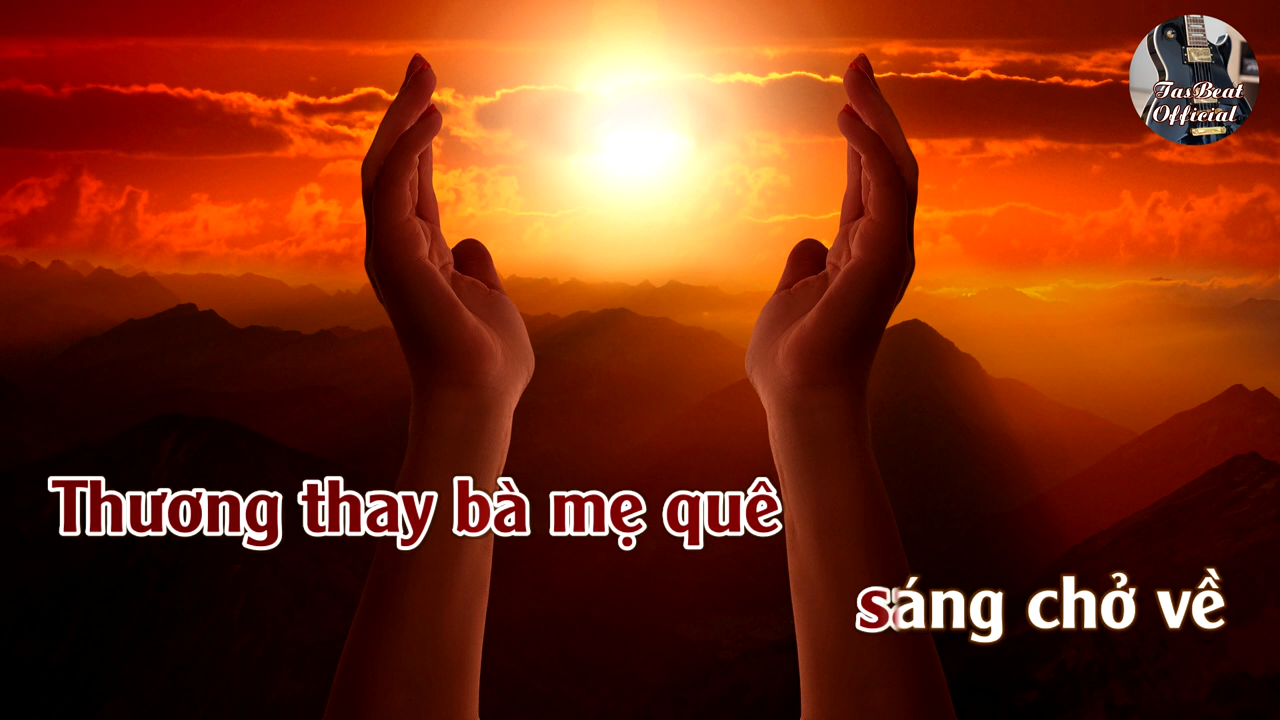 TasBeat
Official
Thương thay bà mẹ quê
sáng chở về